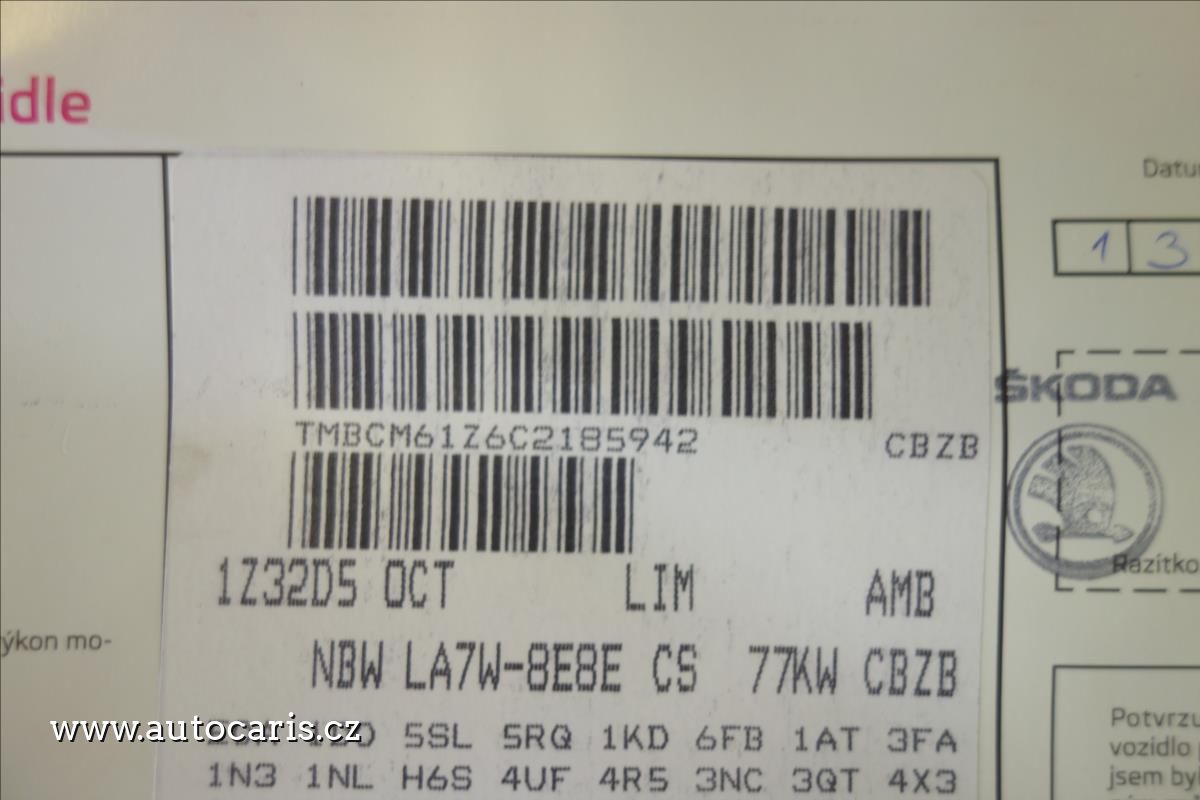 idle
Datu
1 3
TMBCM61Z6C2185942 CBZB
ŠKODA
1Z32D5 OCT LIM AMB
Razítko
ýkon mo-
NBW LA7W-8E8E CS 77KW CBZB
www.autocaris.cz
5SL 5RQ 1KD 6FB 1AT 3FA
1N3 1NL H6S 4UF 4R5 3NC 3QT 4X3
Potvrzu
vozidlo
jsem by